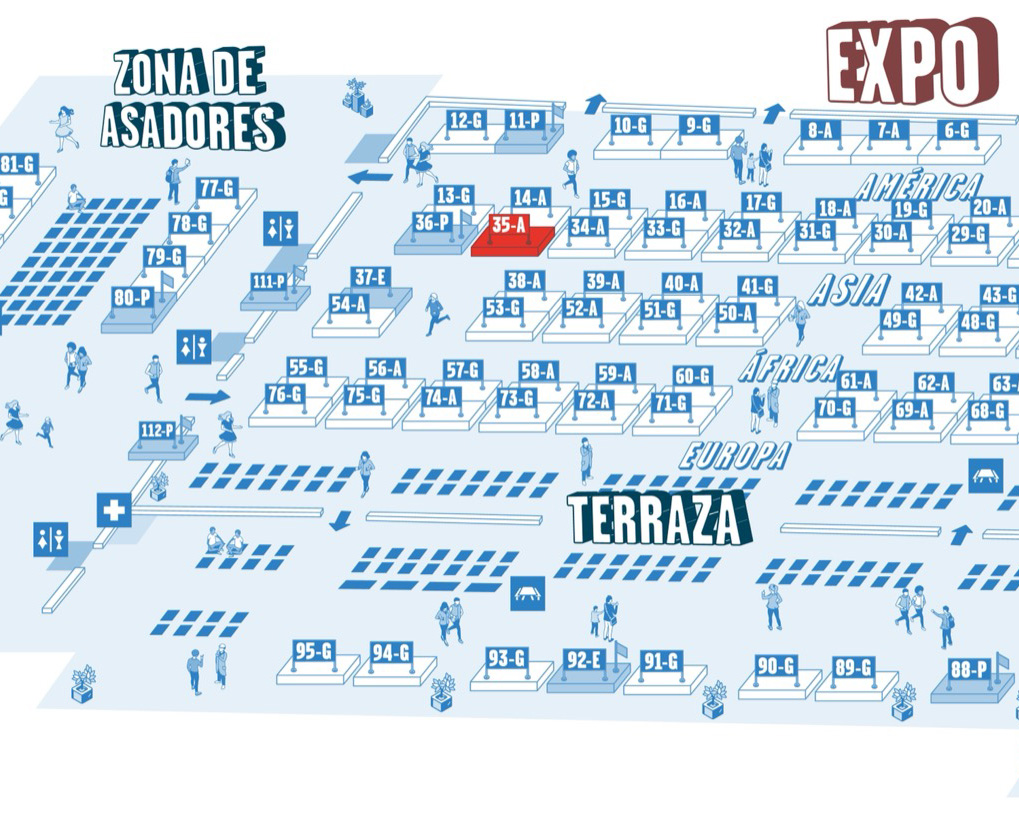 EXPO
ZONA DE
ASADORES
12-G 11-P 10-G 9-G 8-A 7-A 6-G
81-G
G
77-G
AMÉRICA
13-G 14-A 15-G 16-A 17-G 18-A 19-G 20-A
78-G
36-P 35-A 34-A 33-G 32-A 31-G 30-A 29-G
79-G
111-P 37-E 38-A 39-A 40-A 41-G ASIA 42-A 43-G
80-P
54-A 53-G 52-A 51-G 50-A 49-G 48-G
55-G 56-A 57-G 58-A 59-A 60-G ÁFRICA 61-A 62-A 63-
76-G 75-G 74-A 73-G 72-A 71-G 70-G 69-A 68-G
112-P
EUROPA
TERRAZA
95-G 94-G 93-G 92-E 91-G 90-G 89-G 88-P